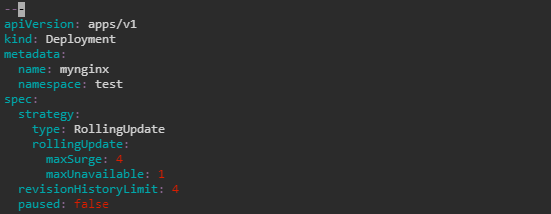 ---
apiVersion: apps/v1
kind: Deployment
metadata:
  name: mynginx
  namespace: test
spec:
  strategy:
    type: RollingUpdate
    rollingUpdate:
      maxSurge: 4
      maxUnavailable: 1
  revisionHistoryLimit: 4
  paused: false